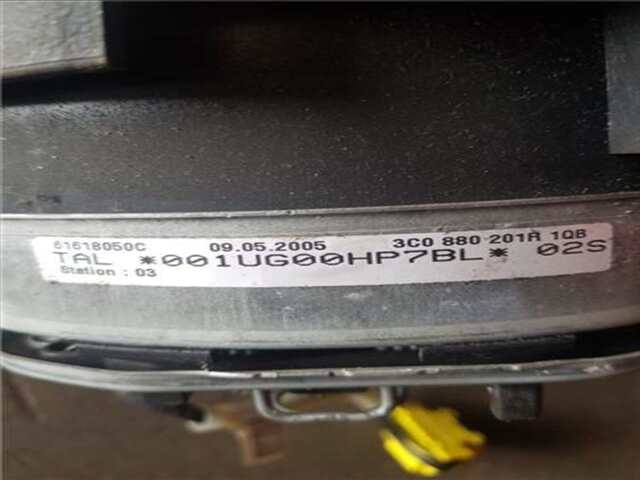 61618050C 09.05.2005 3C0 880 201R 1QB
TAL *001UG00HP7BL* 02S
Station : 03